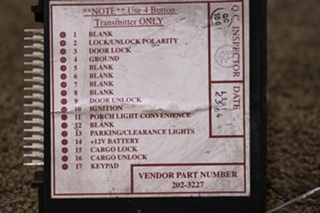 **NOTE** Use 4 Button
Transmitter ONLY
1 BLANK
2 LOCK/UNLOCK POLARITY
3 DOOR LOCK
4 GROUND
5 BLANK
6 BLANK
7 BLANK
8 BLANK
9 DOOR UNLOCK
10 IGNITION
11 PORCH LIGHT CONVENIENCE
12 BLANK
13 PARKING/CLEARANCE LIGHTS
14 +12V BATTERY
15 CARGO LOCK
16 CARGO UNLOCK
17 KEYPAD
VENDOR PART NUMBER
202-3227
INSPECTOR
DATE